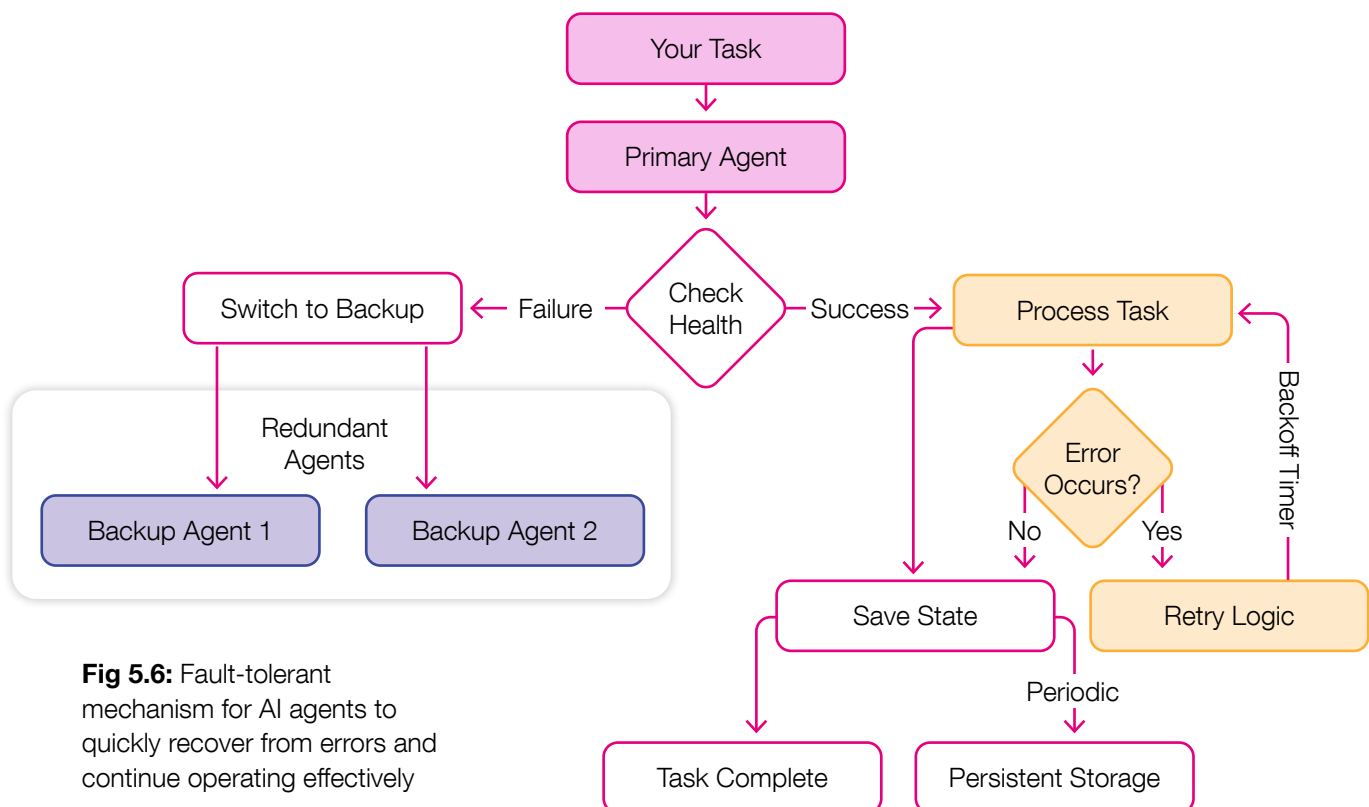 Your Task
Primary Agent
Check
Health
Failure
Success
Switch to Backup
Process Task
Redundant
Agents
Backup Agent 1
Backup Agent 2
Error
Occurs?
No
Yes
Backoff Timer
Save State
Retry Logic
Periodic
Task Complete
Persistent Storage
Fig 5.6: Fault-tolerant
mechanism for AI agents to
quickly recover from errors and
continue operating effectively